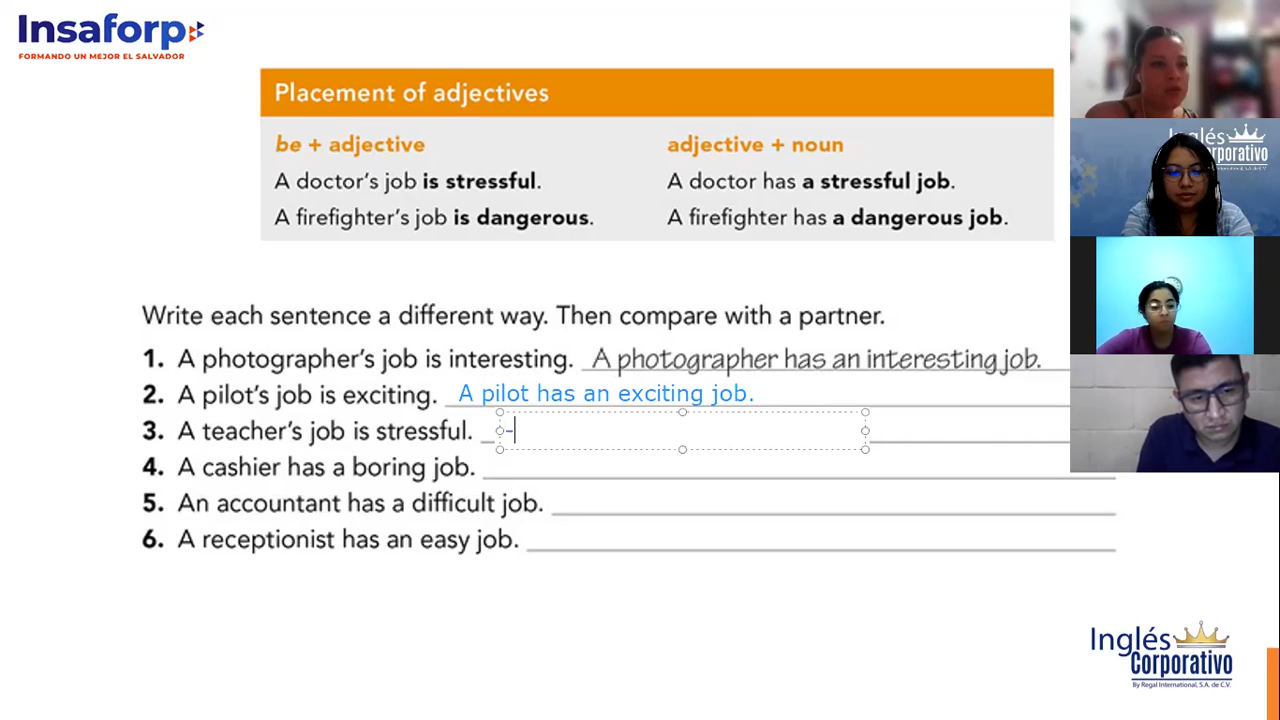 Insaforp
FORMANDO UN MEJOR EL SALVADOR
Placement of adjectives
be + adjective
A doctor's job is stressful.
A firefighter's job is dangerous.
adjective + noun
A doctor has a stressful job.
A firefighter has a dangerous job.
Write each sentence a different way. Then compare with a partner.
1. A photographer's job is interesting. A photographer has an interesting job.
2. A pilot's job is exciting. A pilot has an exciting job.
3. A teacher's job is stressful. -
4. A cashier has a boring job.
5. An accountant has a difficult job.
6. A receptionist has an easy job.
Inglés
Corporativo
By Regal International, S.A. de C.V.